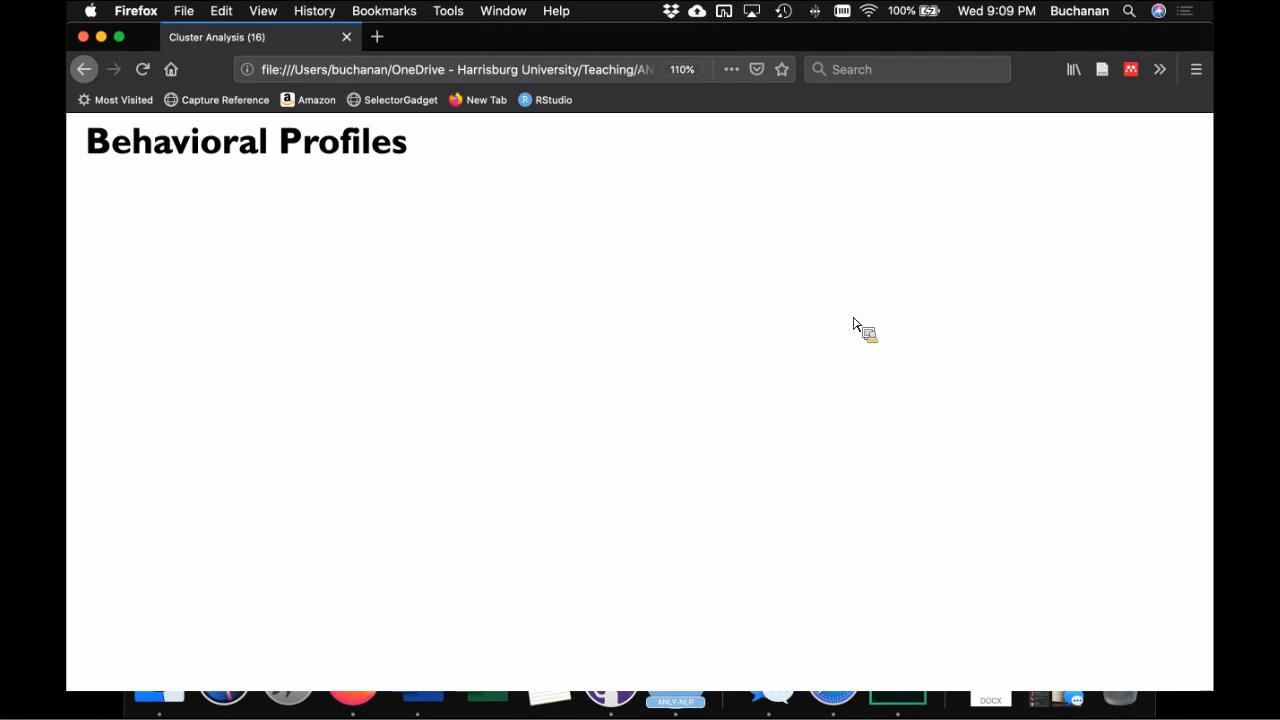 Firefox File Edit View History Bookmarks Tools Window Help 100% Wed 9:09 PM Buchanan
Cluster Analysis (16)
file:///Users/buchanan/OneDrive - Harrisburg University/Teaching/AN 110% Search
Most Visited Capture Reference Amazon SelectorGadget New Tab RStudio
Behavioral Profiles
ANLY-NLP
DOCX